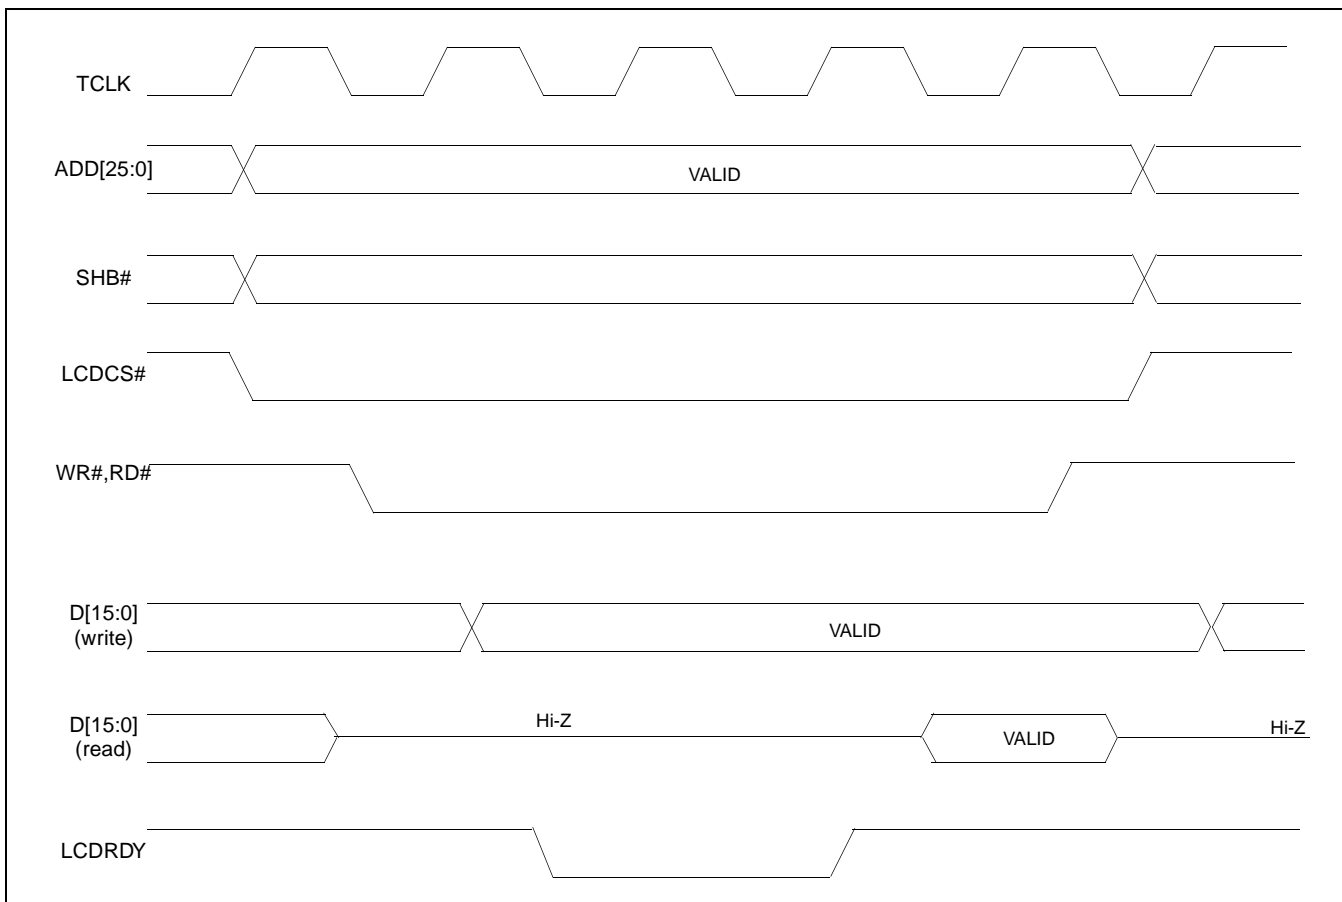 TCLK
ADD[25:0]
VALID
SHB#
LCDCS#
WR#,RD#
D[15:0]
(write)
VALID
D[15:0]
(read)
Hi-Z
VALID
Hi-Z
LCDRDY